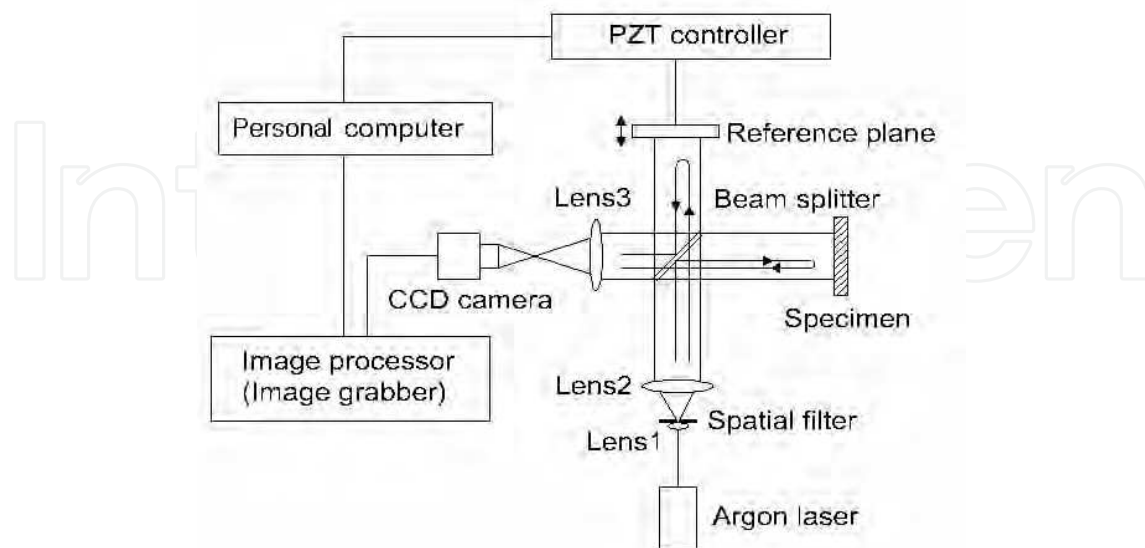 PZT controller
Personal computer
Reference plane
Lens3
Beam splitter
CCD camera
Specimen
Image processor
(Image grabber)
Lens2
Spatial filter
Lens1
Argon laser